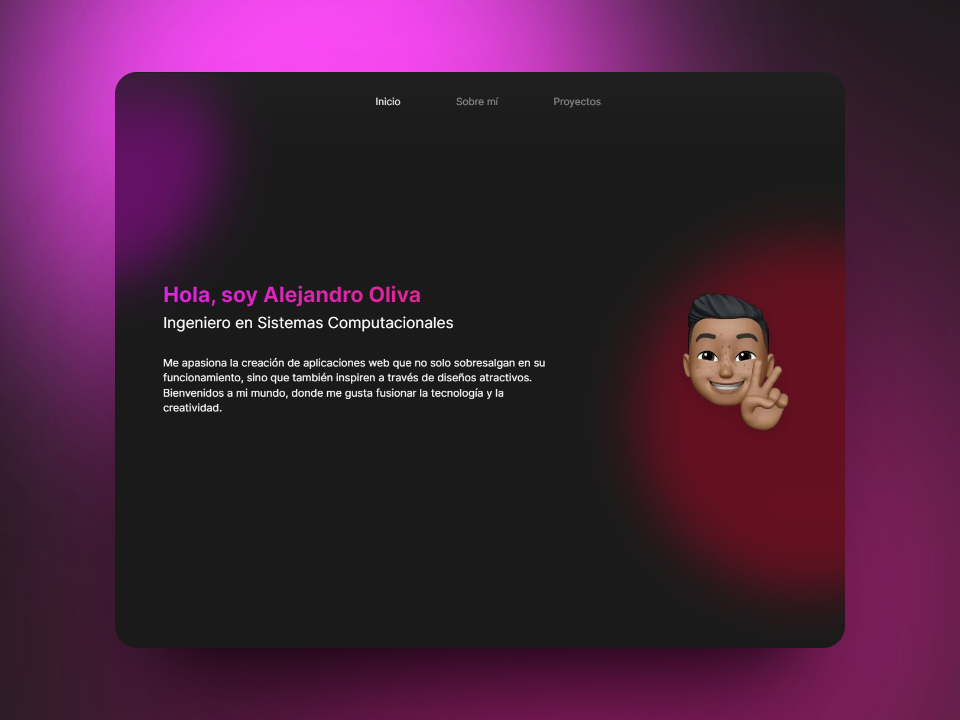 Inicio
Sobre mí
Proyectos
Hola, soy Alejandro Oliva
Ingeniero en Sistemas Computacionales
Me apasiona la creación de aplicaciones web que no solo sobresalgan en su
funcionamiento, sino que también inspiren a través de diseños atractivos.
Bienvenidos a mi mundo, donde me gusta fusionar la tecnología y la
creatividad.